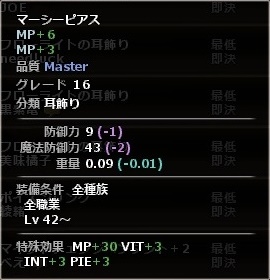 マーシーピアス
MP+6
MP+3
品質 Master
グレード 16
分類 耳飾り
防御力 9 (-1)
魔法防御力 43 (-2)
重量 0.09 (-0.01)
装備条件 全種族
全職業
Lv 42～
特殊効果 MP+30 VIT+3
INT+3 PIE+3